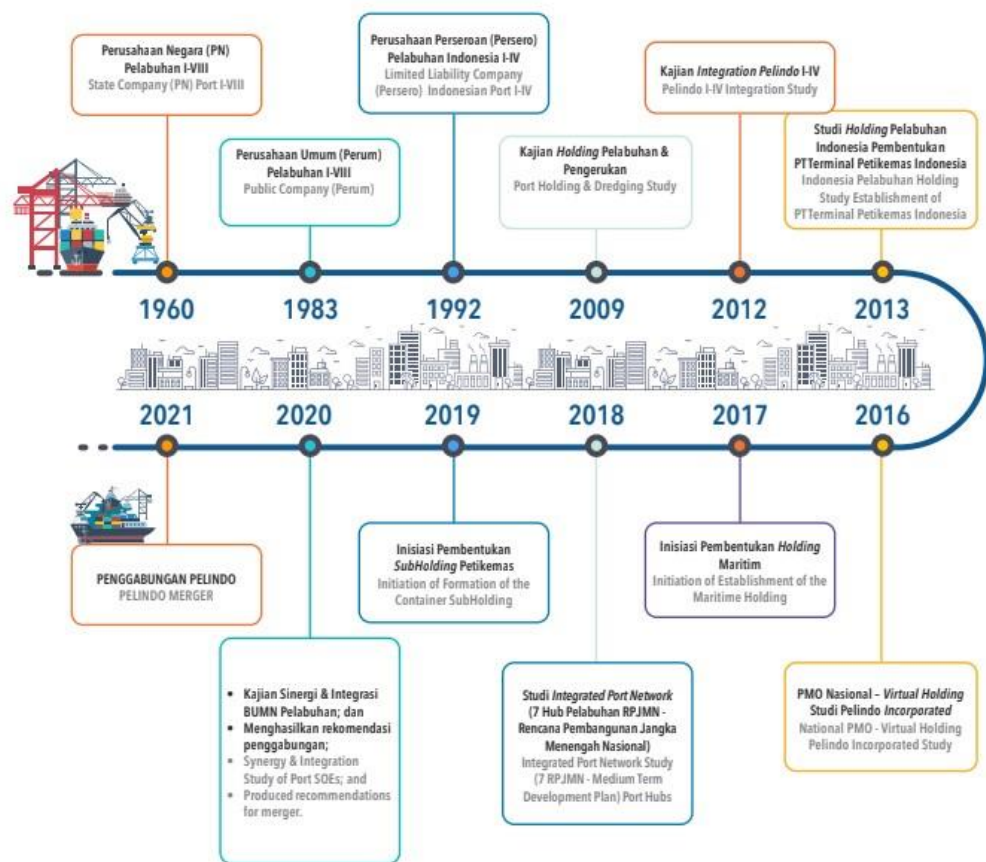 Perusahaan Negara (PN)
Pelabuhan I-VIII
State Company (PN) Port I-VIII
Perusahaan Umum (Perum)
Pelabuhan I-VIII
Public Company (Perum)
Perusahaan Perseroan (Persero)
Pelabuhan Indonesia I-IV
Limited Liability Company
(Persero) Indonesian Port I-IV
Kajian Holding Pelabuhan &
Pengerukan
Port Holding & Dredging Study
Kajian Integration Pelindo I-IV
Pelindo I-IV Integration Study
Studi Holding Pelabuhan
Indonesia Pembentukan
PTTerminal Petikemas Indonesia
Indonesia Pelabuhan Holding
Study Establishment of
PTTerminal Petikemas Indonesia
1960
1983
1992
2009
2012
2013
2021
2020
2019
2018
2017
2016
PENGGABUNGAN PELINDO
PELINDO MERGER
• Kajian Sinergi & Integrasi
BUMN Pelabuhan; dan
• Menghasilkan rekomendasi
penggabungan;
• Synergy & Integration
Study of Port SOEs; and
• Produced recommendations
for merger.
Inisiasi Pembentukan
SubHolding Petikemas
Initiation of Formation of the
Container SubHolding
Studi Integrated Port Network
(7 Hub Pelabuhan RPJMN -
Rencana Pembangunan Jangka
Menengah Nasional)
Integrated Port Network Study
(7 RPJMN - Medium Term
Development Plan) Port Hubs
Inisiasi Pembentukan Holding
Maritim
Initiation of Establishment of the
Maritime Holding
PMO Nasional – Virtual Holding
Studi Pelindo Incorporated
National PMO - Virtual Holding
Pelindo Incorporated Study